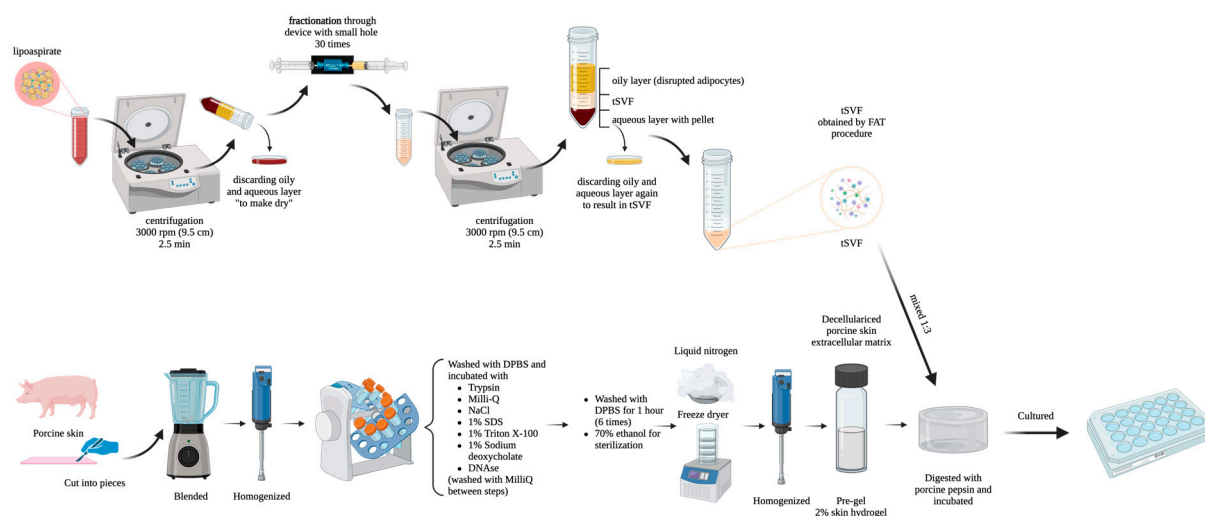 lipoaspirate
centrifugation
3000 rpm (9.5 cm)
2.5 min
discarding oily
and aqueous layer
"to make dry"
fractionation through
device with small hole
30 times
centrifugation
3000 rpm (9.5 cm)
2.5 min
oily layer (disrupted adipocytes)
tSVF
aqueous layer with pellet
discarding oily and
aqueous layer again
to result in tSVF
tSVF
obtained by FAT
procedure
tSVF
mixed 1:3
Porcine skin
Cut into pieces
Blended
Homogenized
Washed with DPBS and
incubated with
• Trypsin
• Milli-Q
• NaCl
• 1% SDS
• 1% Triton X-100
• 1% Sodium
deoxycholate
• DNAse
(washed with MilliQ
between steps)
• Washed with
DPBS for 1 hour
(6 times)
• 70% ethanol for
sterilization
Liquid nitrogen
Freeze dryer
Homogenized
Decellulariced
porcine skin
extracellular matrix
Pre-gel
2% skin hydrogel
Digested with
porcine pepsin and
incubated
Cultured